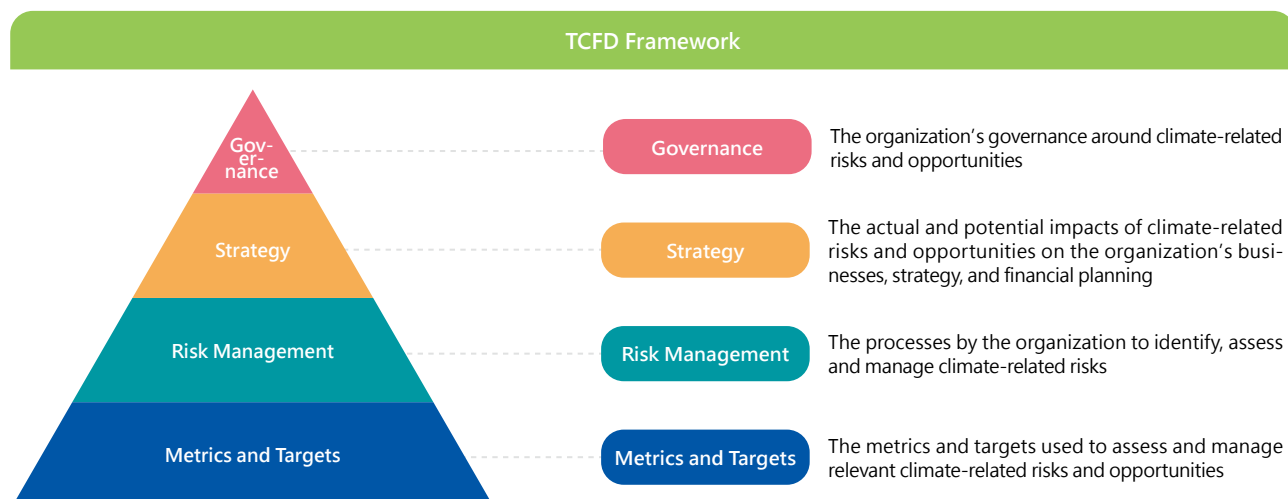 TCFD Framework
Gov-
er-
nance
Governance
The organization’s governance around climate-related
risks and opportunities
Strategy
Strategy
The actual and potential impacts of climate-related
risks and opportunities on the organization’s busi-
nesses, strategy, and financial planning
Risk Management
Risk Management
The processes by the organization to identify, assess
and manage climate-related risks
Metrics and Targets
Metrics and Targets
The metrics and targets used to assess and manage
relevant climate-related risks and opportunities